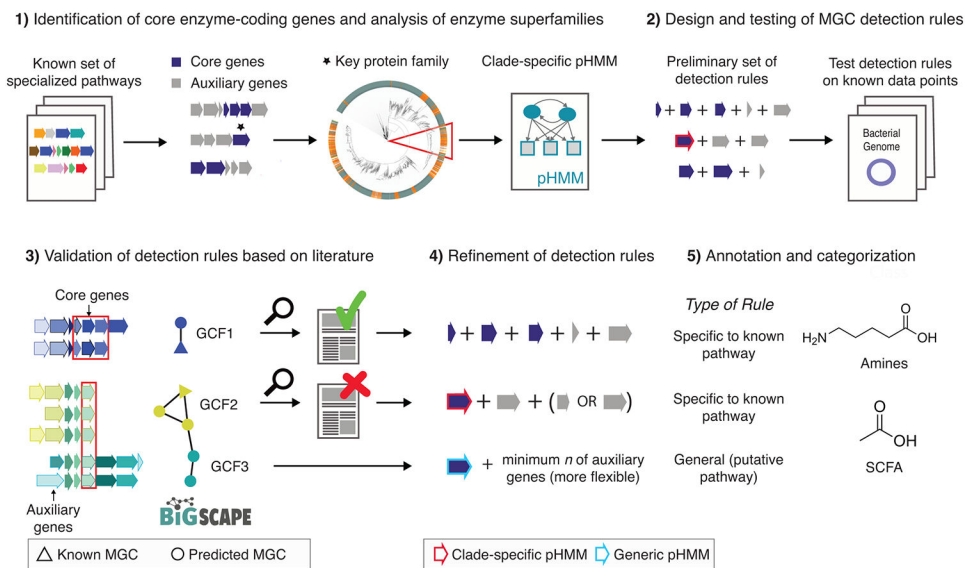 1) Identification of core enzyme-coding genes and analysis of enzyme superfamilies
2) Design and testing of MGC detection rules
Known set of
specialized pathways
Core genes
Auxiliary genes
Key protein family
Clade-specific pHMM
pHMM
Preliminary set of
detection rules
+ + + +
+ +
+ +
Test detection rules
on known data points
Bacterial
Genome
3) Validation of detection rules based on literature
4) Refinement of detection rules
5) Annotation and categorization
Core genes
GCF1
GCF2
GCF3
Auxiliary
genes
BiGSCAPE
+ + + +
+ + ( OR )
+ minimum n of auxiliary
genes (more flexible)
Type of Rule
Specific to known
pathway
Specific to known
pathway
General (putative
pathway)
H₂N
O
OH
Amines
O
OH
SCFA
Known MGC
Predicted MGC
Clade-specific pHMM
Generic pHMM